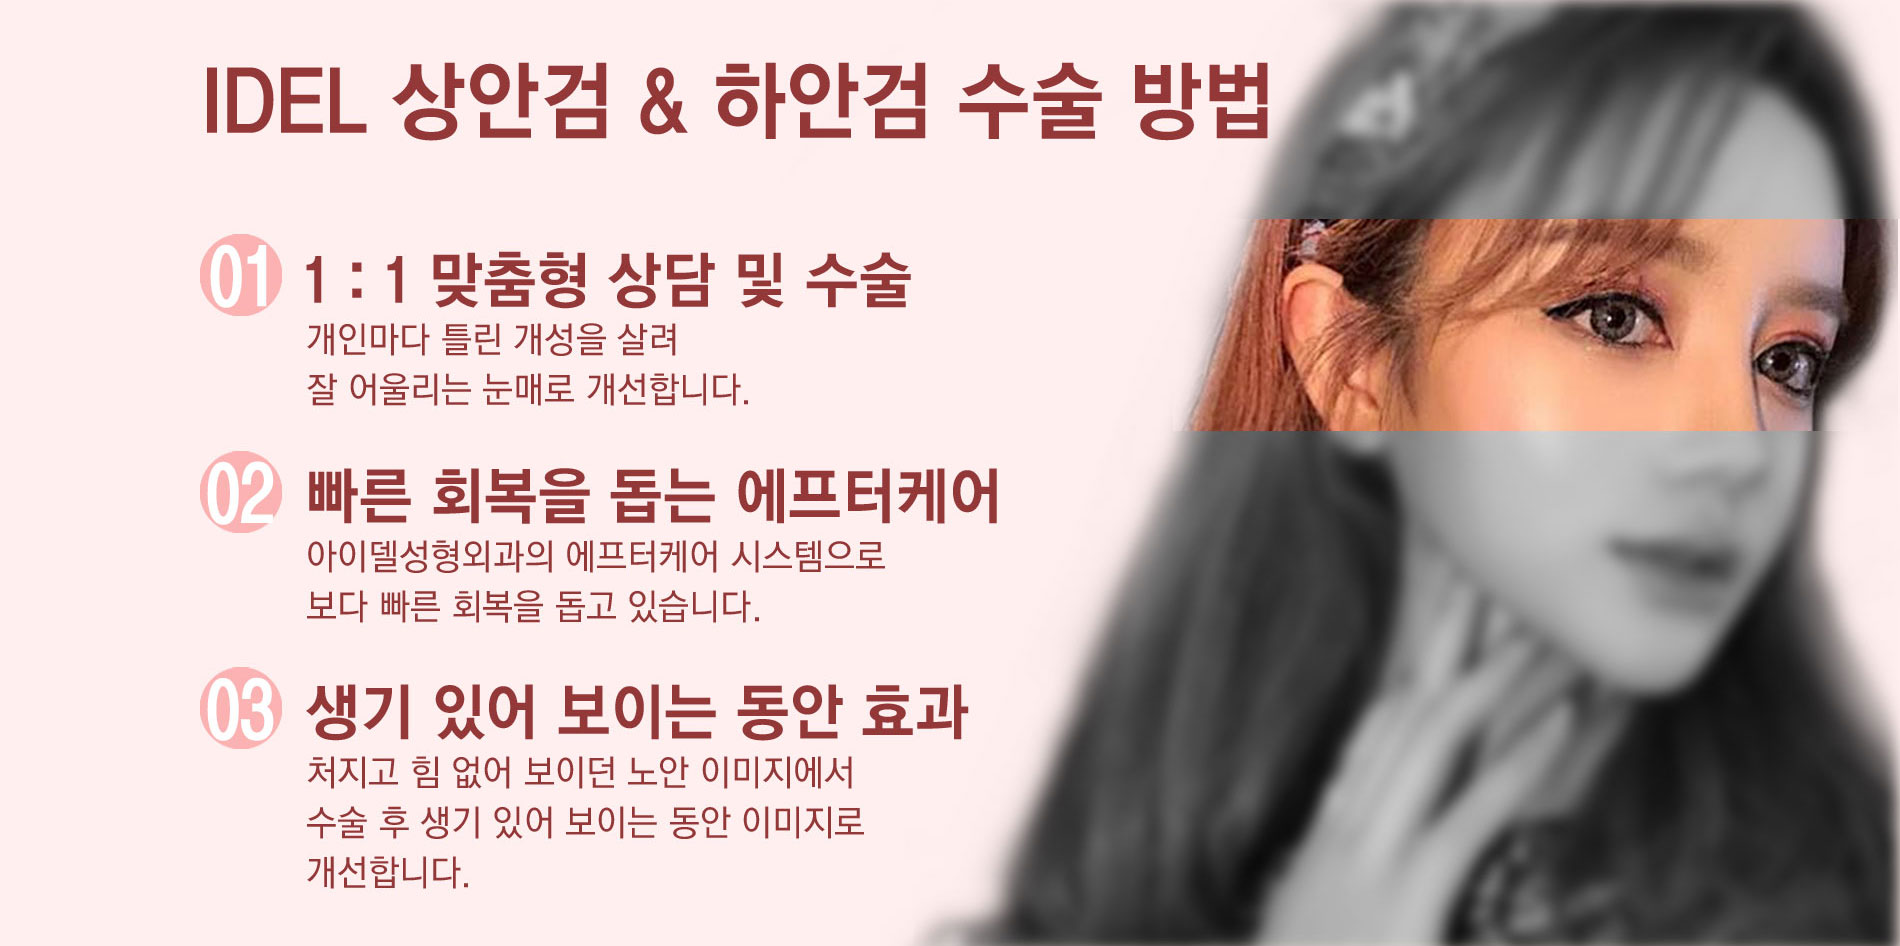 IDEL 상안검 & 하안검 수술 방법
01 1 : 1 맞춤형 상담 및 수술
개인마다 틀린 개성을 살려
잘 어울리는 눈매로 개선합니다.
02 빠른 회복을 돕는 에프터케어
아이델성형외과의 에프터케어 시스템으로
보다 빠른 회복을 돕고 있습니다.
03 생기 있어 보이는 동안 효과
처지고 힘 없어 보이던 노안 이미지에서
수술 후 생기 있어 보이는 동안 이미지로
개선합니다.